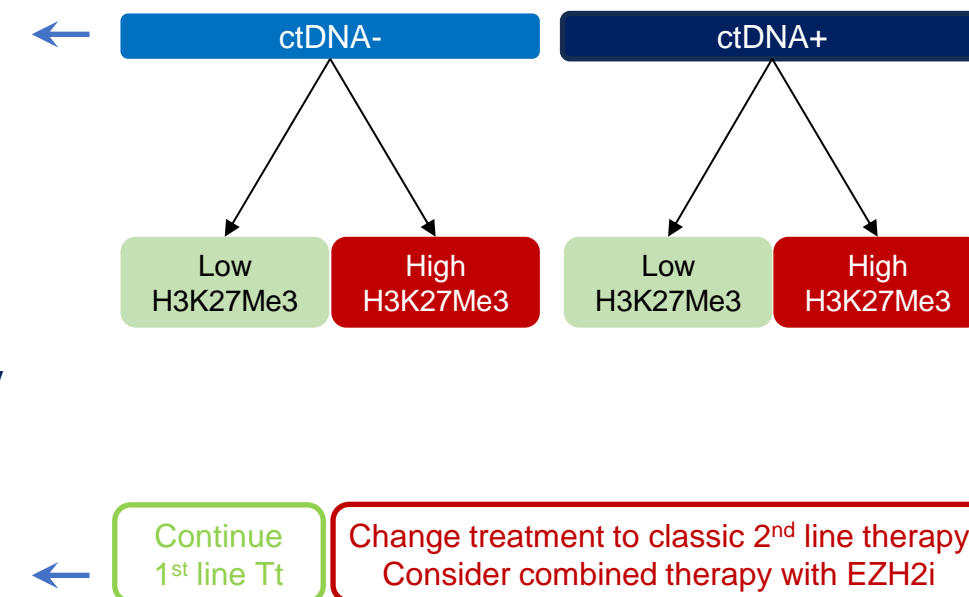 ctDNA-
ctDNA+
Low
H3K27Me3
High
H3K27Me3
Low
H3K27Me3
High
H3K27Me3
Continue
1st line Tt
Change treatment to classic 2nd line therapy
Consider combined therapy with EZH2i